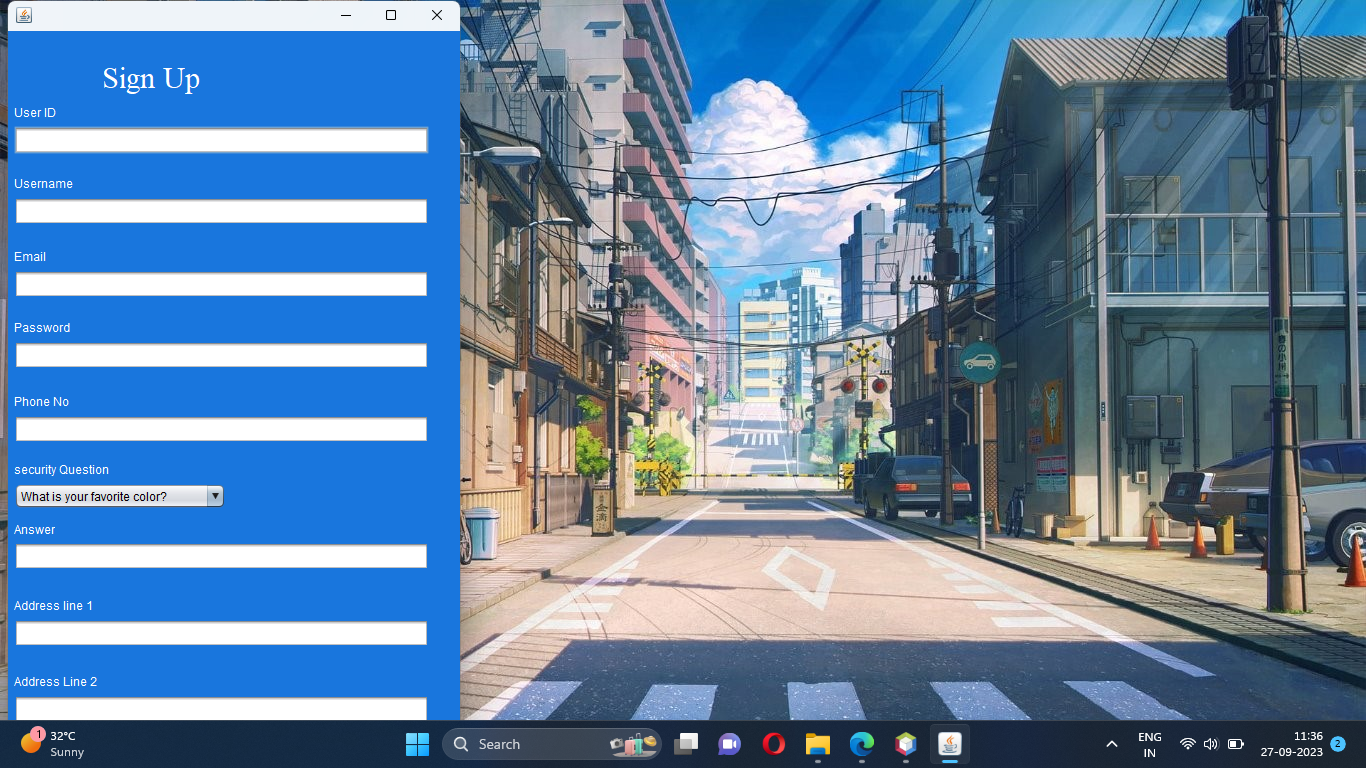 Sign Up
User ID
Username
Email
Password
Phone No
security Question
What is your favorite color?
Answer
Address line 1
Address Line 2
1
32°C
Sunny
Search
ENG
IN
11:36
27-09-2023
2